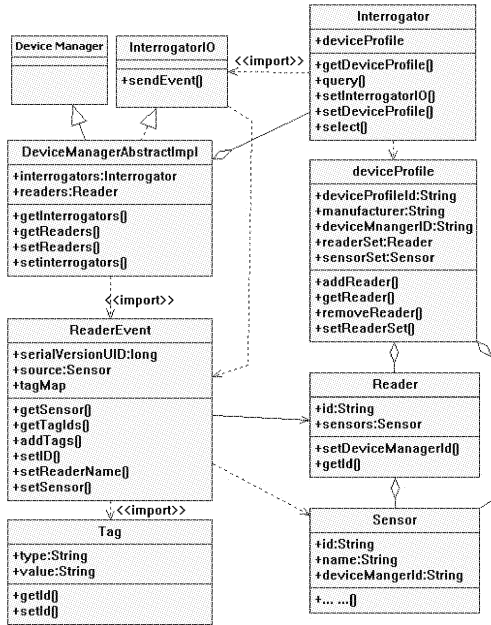 Device Manager
InterrogatorIO
+sendEvent()
<<import>>
Interrogator
+deviceProfile
+getDeviceProfile()
+query()
+setInterrogatorIO()
+setDeviceProfile()
+select()
DeviceManagerAbstractImpl
+interrogators:Interrogator
+readers:Reader
+getInterrogators()
+getReaders()
+setReaders()
+setinterrogators()
<<import>>
deviceProfile
+deviceProfileId:String
+manufacturer:String
+deviceMnangerID:String
+readerSet:Reader
+sensorSet:Sensor
+addReader()
+getReader()
+removeReader()
+setReaderSet()
ReaderEvent
+serialVersionUID:long
+source:Sensor
+tagMap
+getSensor()
+getTagIds()
+addTags()
+setID()
+setReaderName()
+setSensor()
<<import>>
Reader
+id:String
+sensors:Sensor
+setDeviceManagerId()
+getId()
Tag
+type:String
+value:String
+getId()
+setId()
Sensor
+id:String
+name:String
+deviceMangerId:String
+... ...()